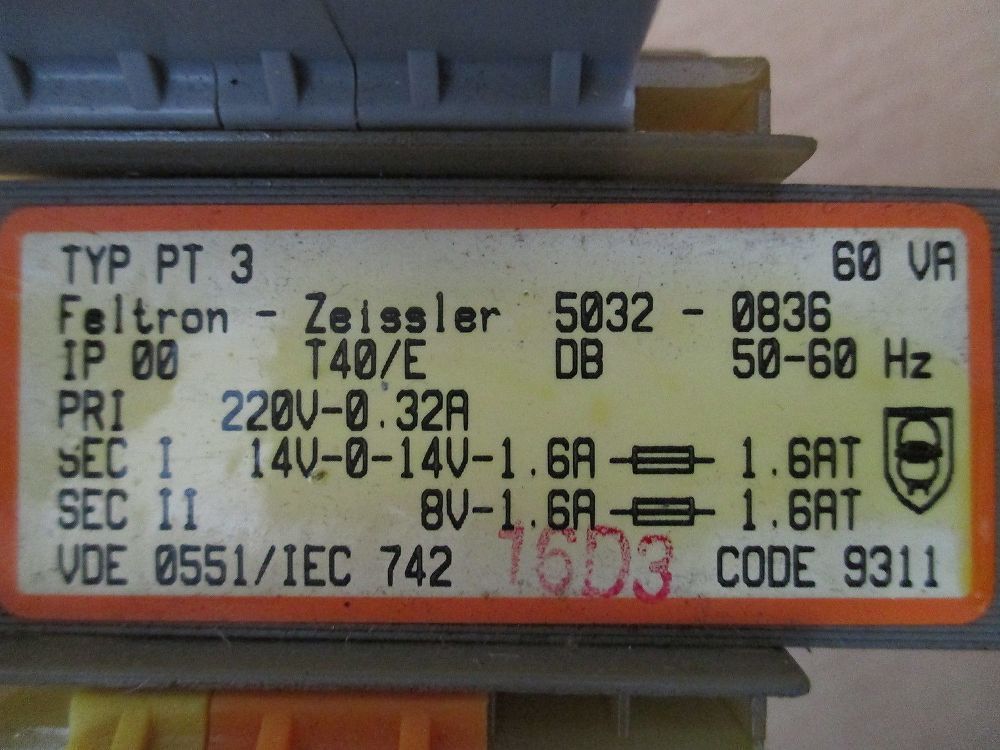 TYP PT 3 60 VA
Feltron - Zeissler 5032 - 0836
IP 00 T40/E DB 50-60 Hz
PRI 220V-0.32A
SEC I 14V-0-14V-1.6A 1.6AT
SEC II 8V-1.6A 1.6AT
VDE 0551/IEC 742 16D3 CODE 9311